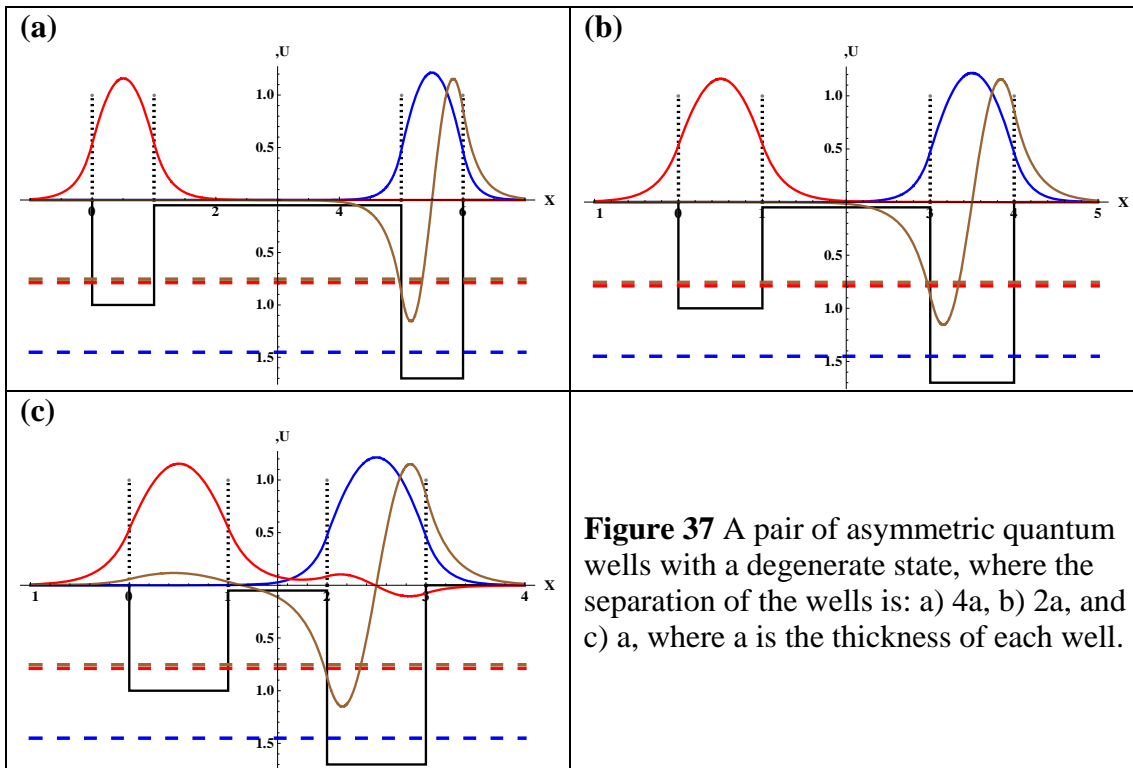 (a)
,U
1.0
0.5
X
0
2
4
6
0.5
1.0
1.5
(b)
,U
1.0
0.5
X
1
0
1
3
4
5
0.5
1.0
1.5
(c)
,U
1.0
0.5
X
1
0
1
2
3
4
0.5
1.0
1.5
Figure 37 A pair of asymmetric quantum
wells with a degenerate state, where the
separation of the wells is: a) 4a, b) 2a, and
c) a, where a is the thickness of each well.